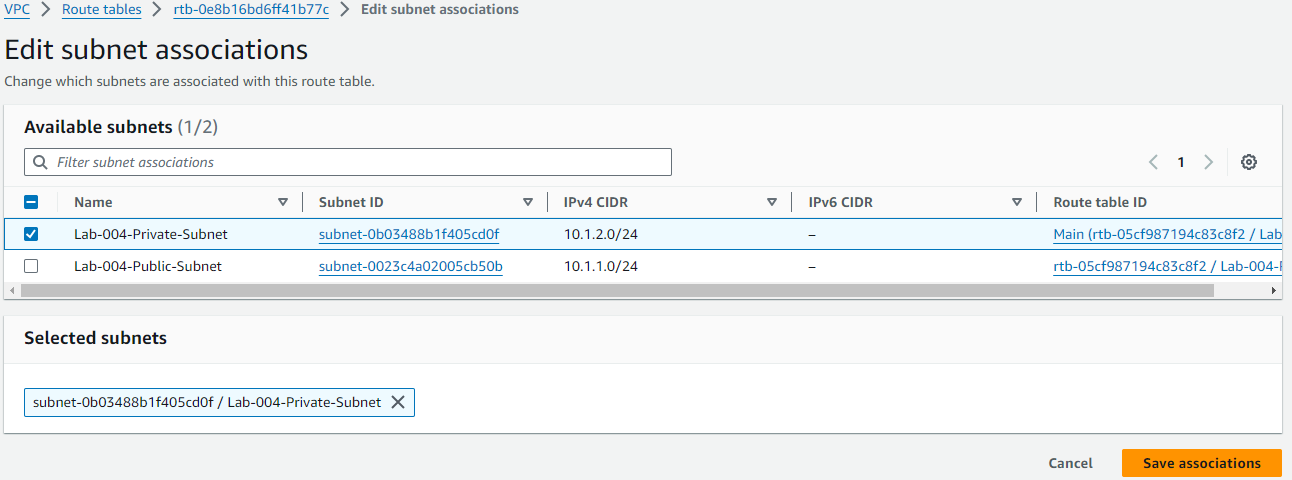 VPC > Route tables > rtb-0e8b16bd6ff41b77c > Edit subnet associations
Edit subnet associations
Change which subnets are associated with this route table.
Available subnets (1/2)
Filter subnet associations
1
Name Subnet ID IPv4 CIDR IPv6 CIDR Route table ID
Lab-004-Private-Subnet subnet-0b03488b1f405cd0f 10.1.2.0/24 – Main (rtb-05cf987194c83c8f2 / Lab
Lab-004-Public-Subnet subnet-0023c4a02005cb50b 10.1.1.0/24 – rtb-05cf987194c83c8f2 / Lab-004-
Selected subnets
subnet-0b03488b1f405cd0f / Lab-004-Private-Subnet
Cancel Save associations